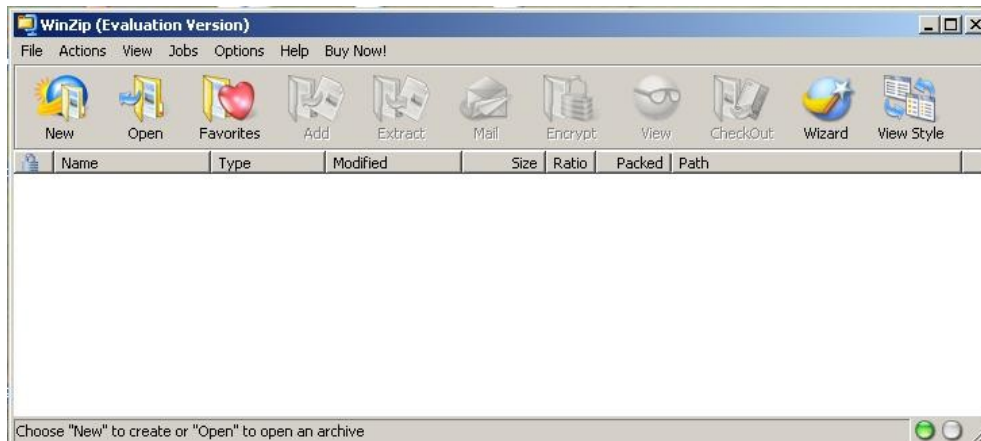 WinZip (Evaluation Version)
File Actions View Jobs Options Help Buy Now!
New Open Favorites Add Extract Mail Encrypt View CheckOut Wizard View Style
Name Type Modified Size Ratio Packed Path
Choose "New" to create or "Open" to open an archive